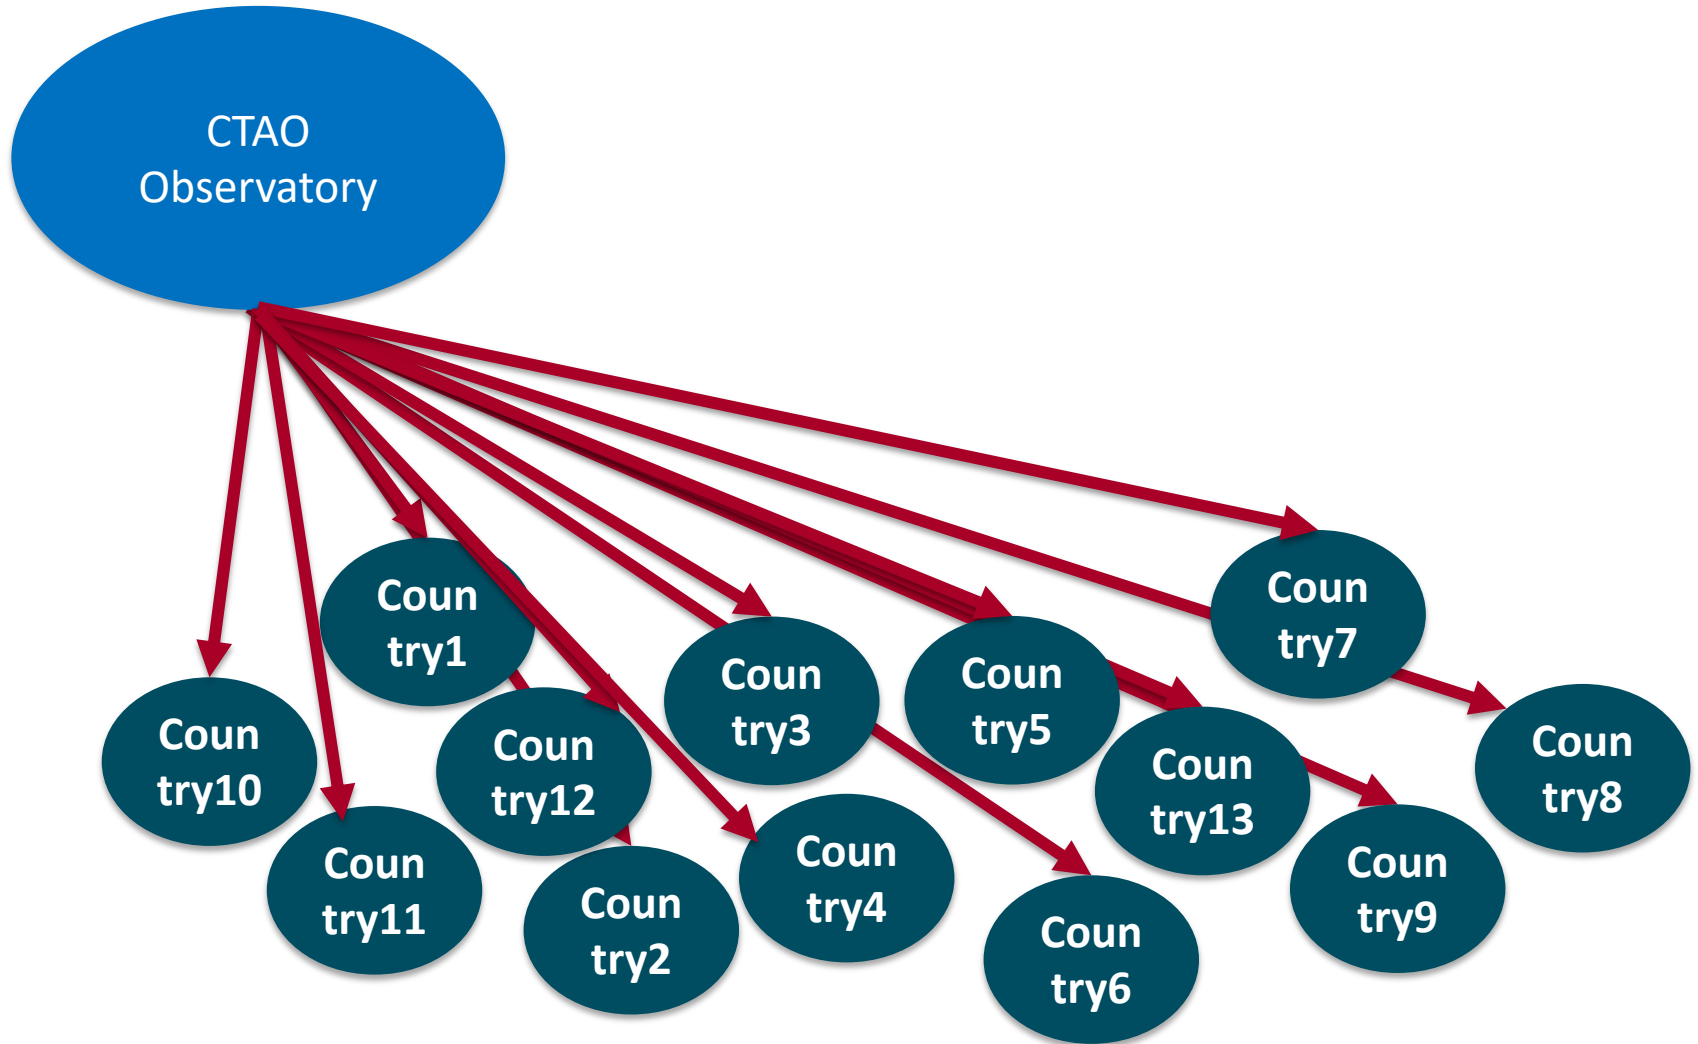 CTAO
Observatory
Coun
try1
Coun
try7
Coun
try3
Coun
try5
Coun
try10
Coun
try12
Coun
try13
Coun
try8
Coun
try11
Coun
try2
Coun
try4
Coun
try6
Coun
try9